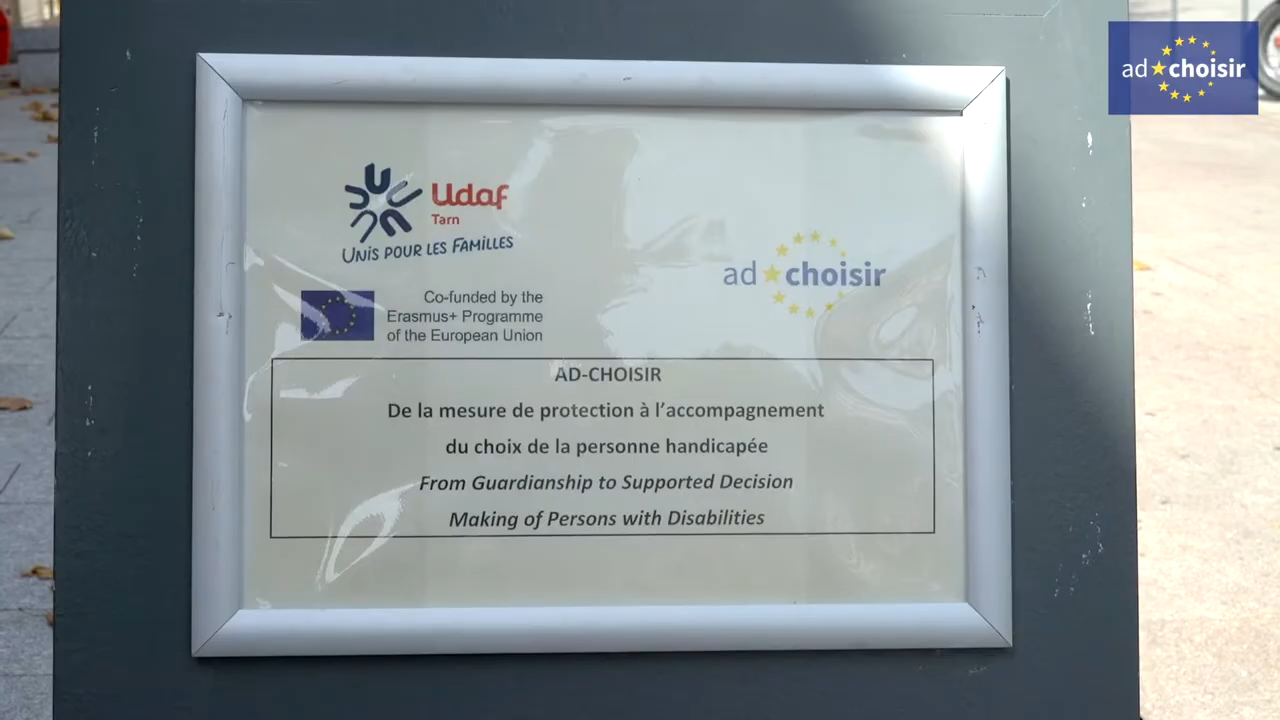 ad choisir
Udaf
Tarn
UNIS POUR LES FAMILLES
ad choisir
Co-funded by the
Erasmus+ Programme
of the European Union
AD-CHOISIR
De la mesure de protection à l'accompagnement
du choix de la personne handicapée
From Guardianship to Supported Decision
Making of Persons with Disabilities